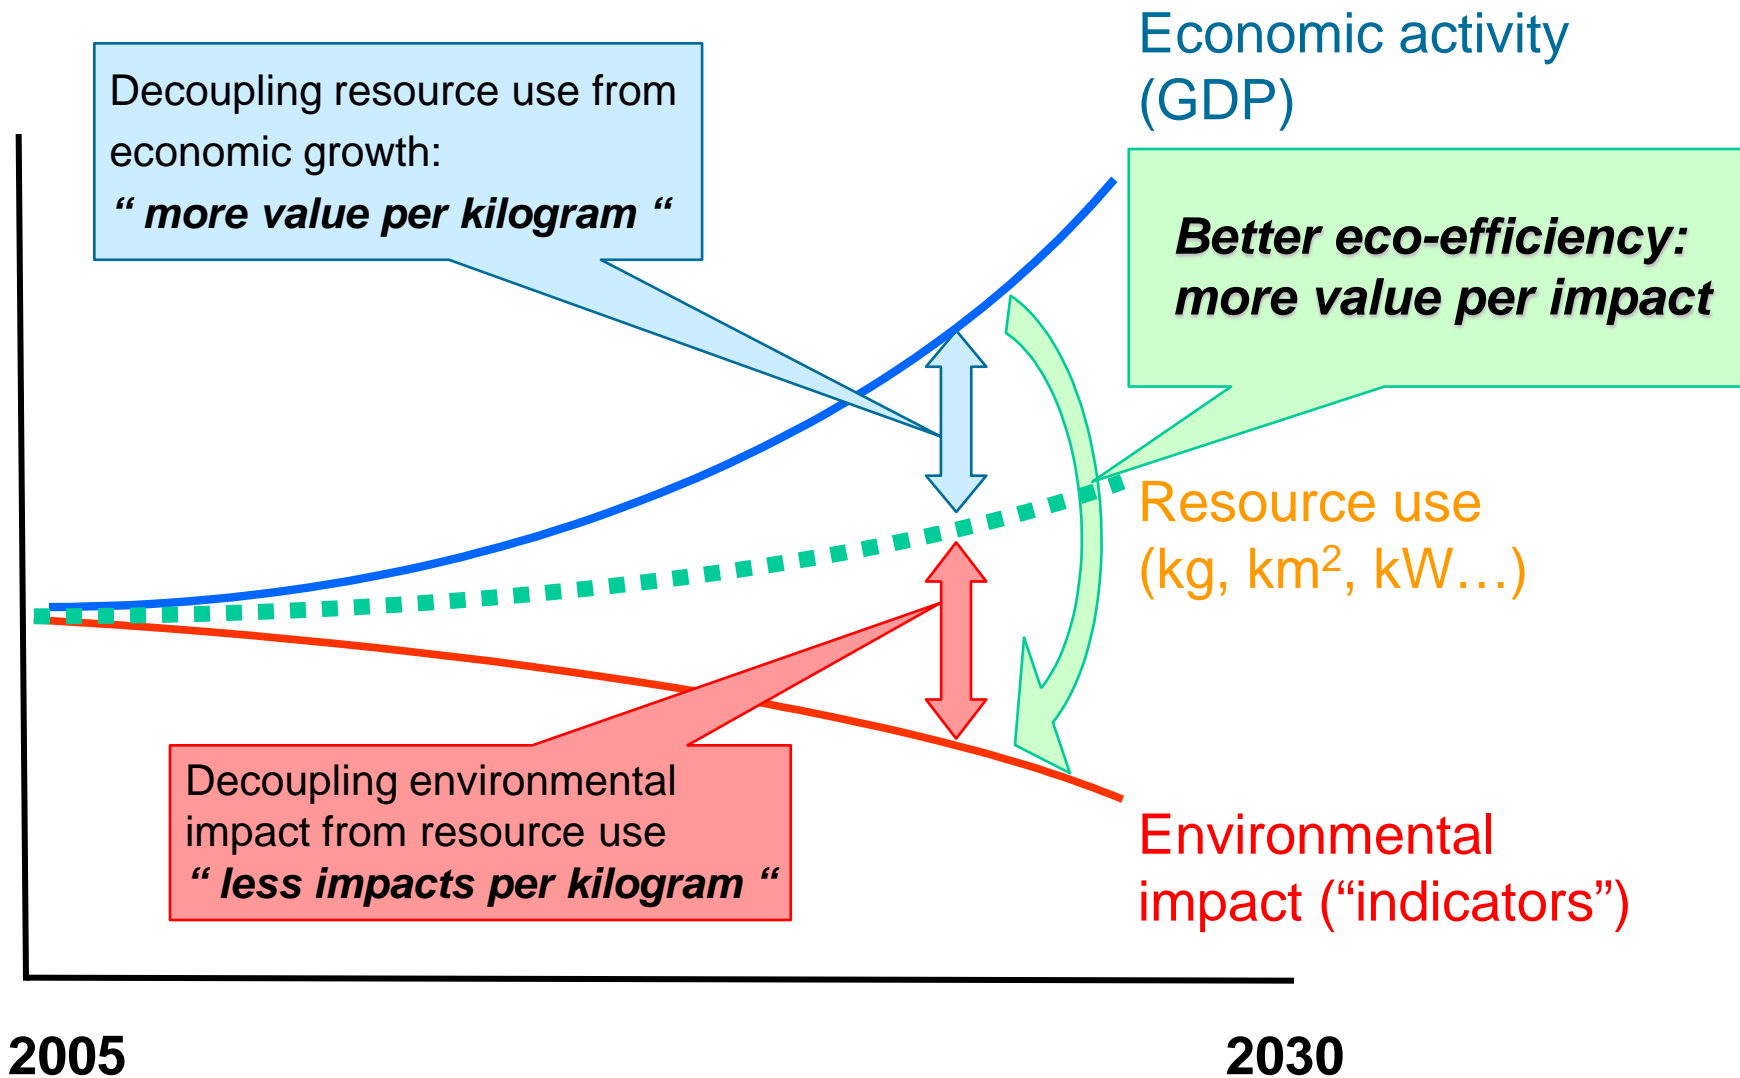 Economic activity
(GDP)
Decoupling resource use from
economic growth:
“ more value per kilogram “
Better eco-efficiency:
more value per impact
Resource use
(kg, km², kW…)
Decoupling environmental
impact from resource use
“ less impacts per kilogram “
Environmental
impact (“indicators”)
2005
2030